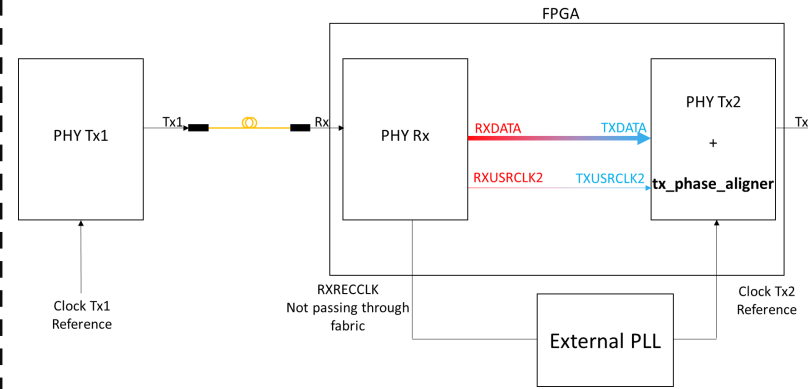 FPGA
PHY Tx1
Tx1
Rx
PHY Rx
RXDATA
TXDATA
RXUSRCLK2
TXUSRCLK2
PHY Tx2
+
tx_phase_aligner
Tx
Clock Tx1
Reference
RXRECCLK
Not passing through
fabric
External PLL
Clock Tx2
Reference